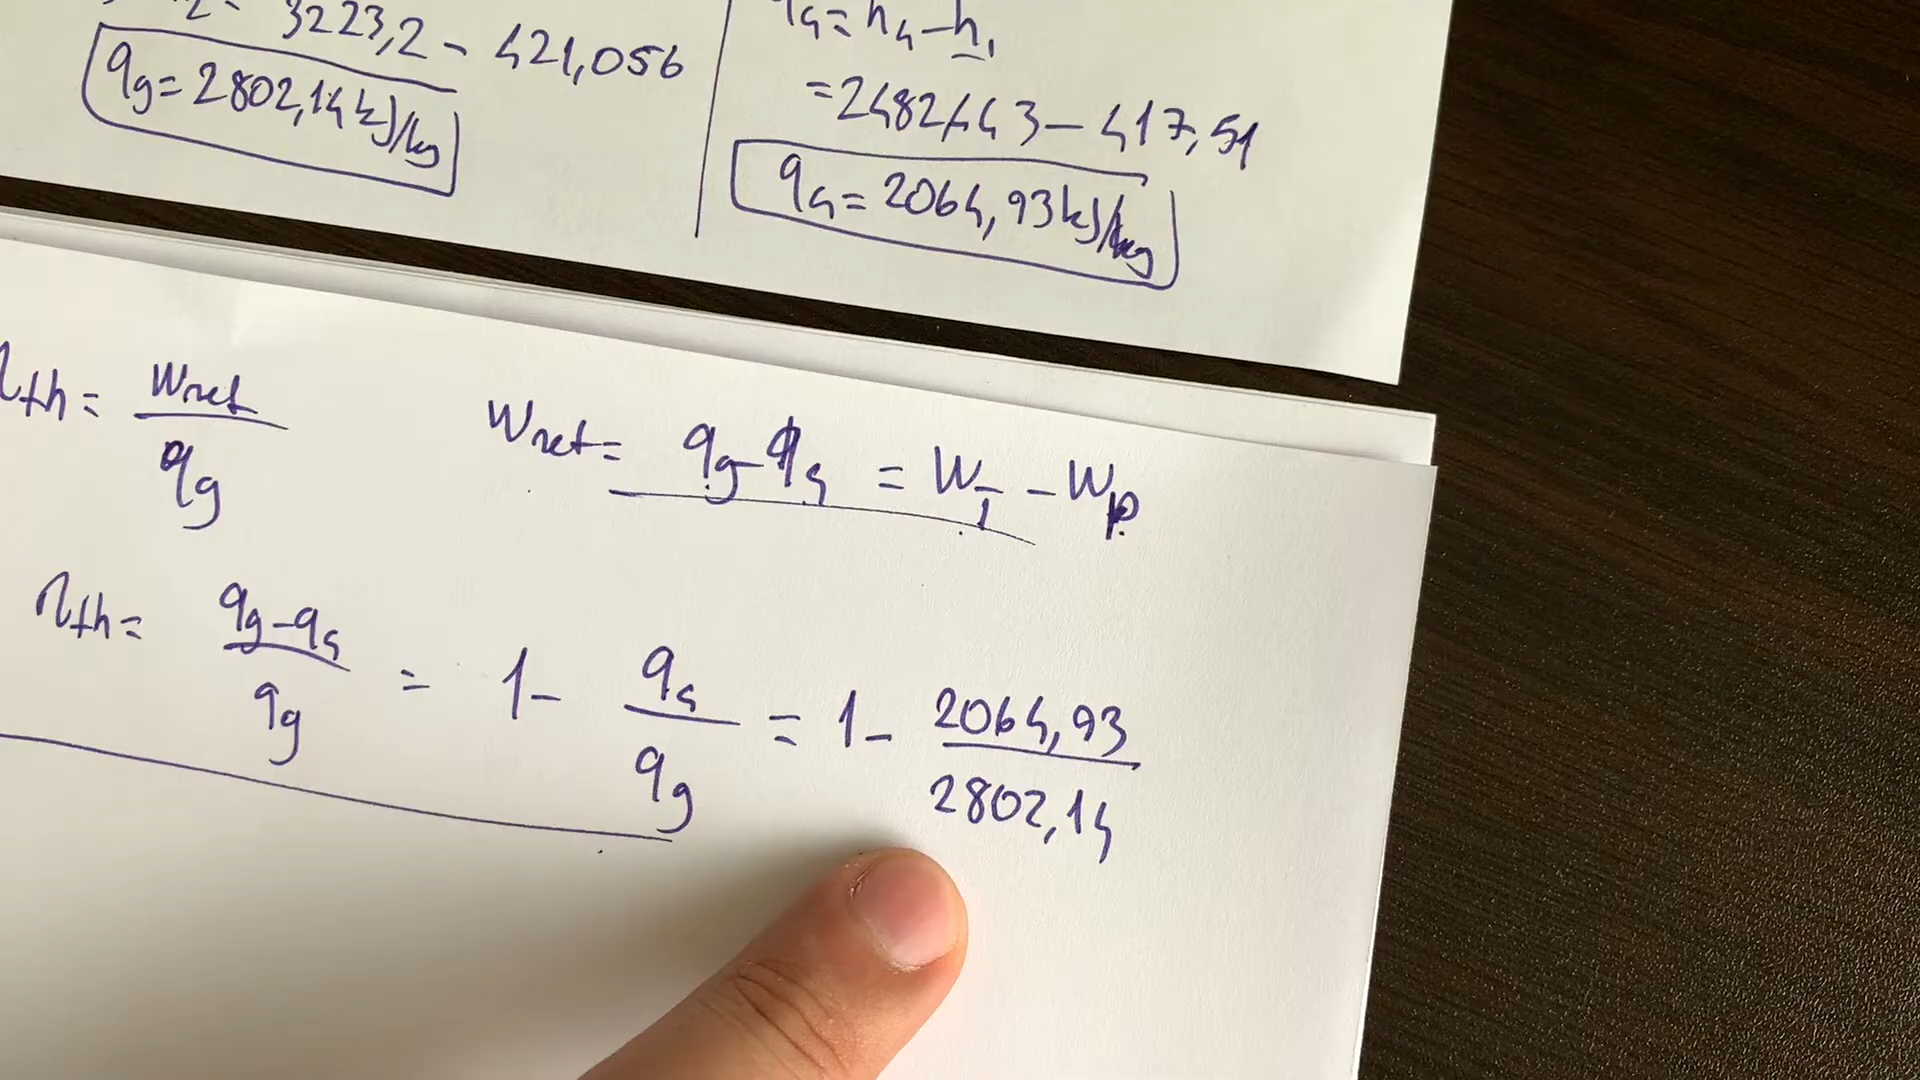 3223,2 - 421,056
qg = 2802,14 kJ/kg
qç = hç - h1
= 2482,443 - 417,51
qç = 2064,93 kJ/kg
ηth = wnet / qg
wnet = qg - qç = wT - wp
ηth = (qg - qç) / qg = 1 - qç / qg = 1 - 2064,93 / 2802,14